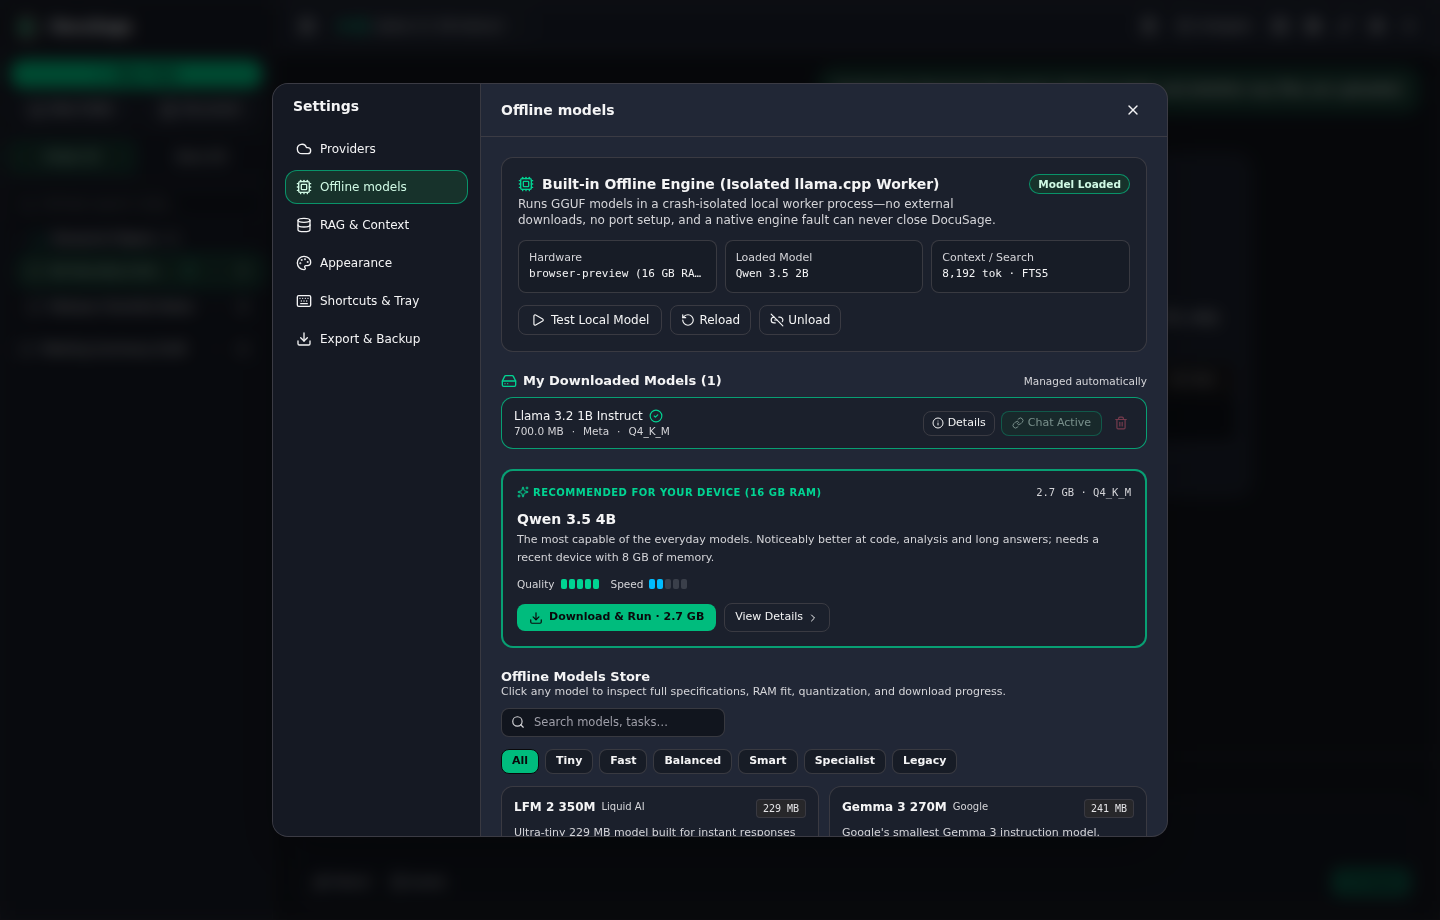 Settings
Providers
Offline models
RAG & Context
Appearance
Shortcuts & Tray
Export & Backup
Offline models
Built-in Offline Engine (Isolated llama.cpp Worker)
Model Loaded
Runs GGUF models in a crash-isolated local worker process—no external
downloads, no port setup, and a native engine fault can never close DocuSage.
Hardware
browser-preview (16 GB RA…
Loaded Model
Qwen 3.5 2B
Context / Search
8,192 tok · FTS5
Test Local Model
Reload
Unload
My Downloaded Models (1)
Managed automatically
Llama 3.2 1B Instruct
700.0 MB · Meta · Q4_K_M
Details
Chat Active
RECOMMENDED FOR YOUR DEVICE (16 GB RAM)
2.7 GB · Q4_K_M
Qwen 3.5 4B
The most capable of the everyday models. Noticeably better at code, analysis and long answers; needs a
recent device with 8 GB of memory.
Quality
Speed
Download & Run · 2.7 GB
View Details
Offline Models Store
Click any model to inspect full specifications, RAM fit, quantization, and download progress.
Search models, tasks...
All
Tiny
Fast
Balanced
Smart
Specialist
Legacy
LFM 2 350M Liquid AI
229 MB
Ultra-tiny 229 MB model built for instant responses
Gemma 3 270M Google
241 MB
Google's smallest Gemma 3 instruction model.